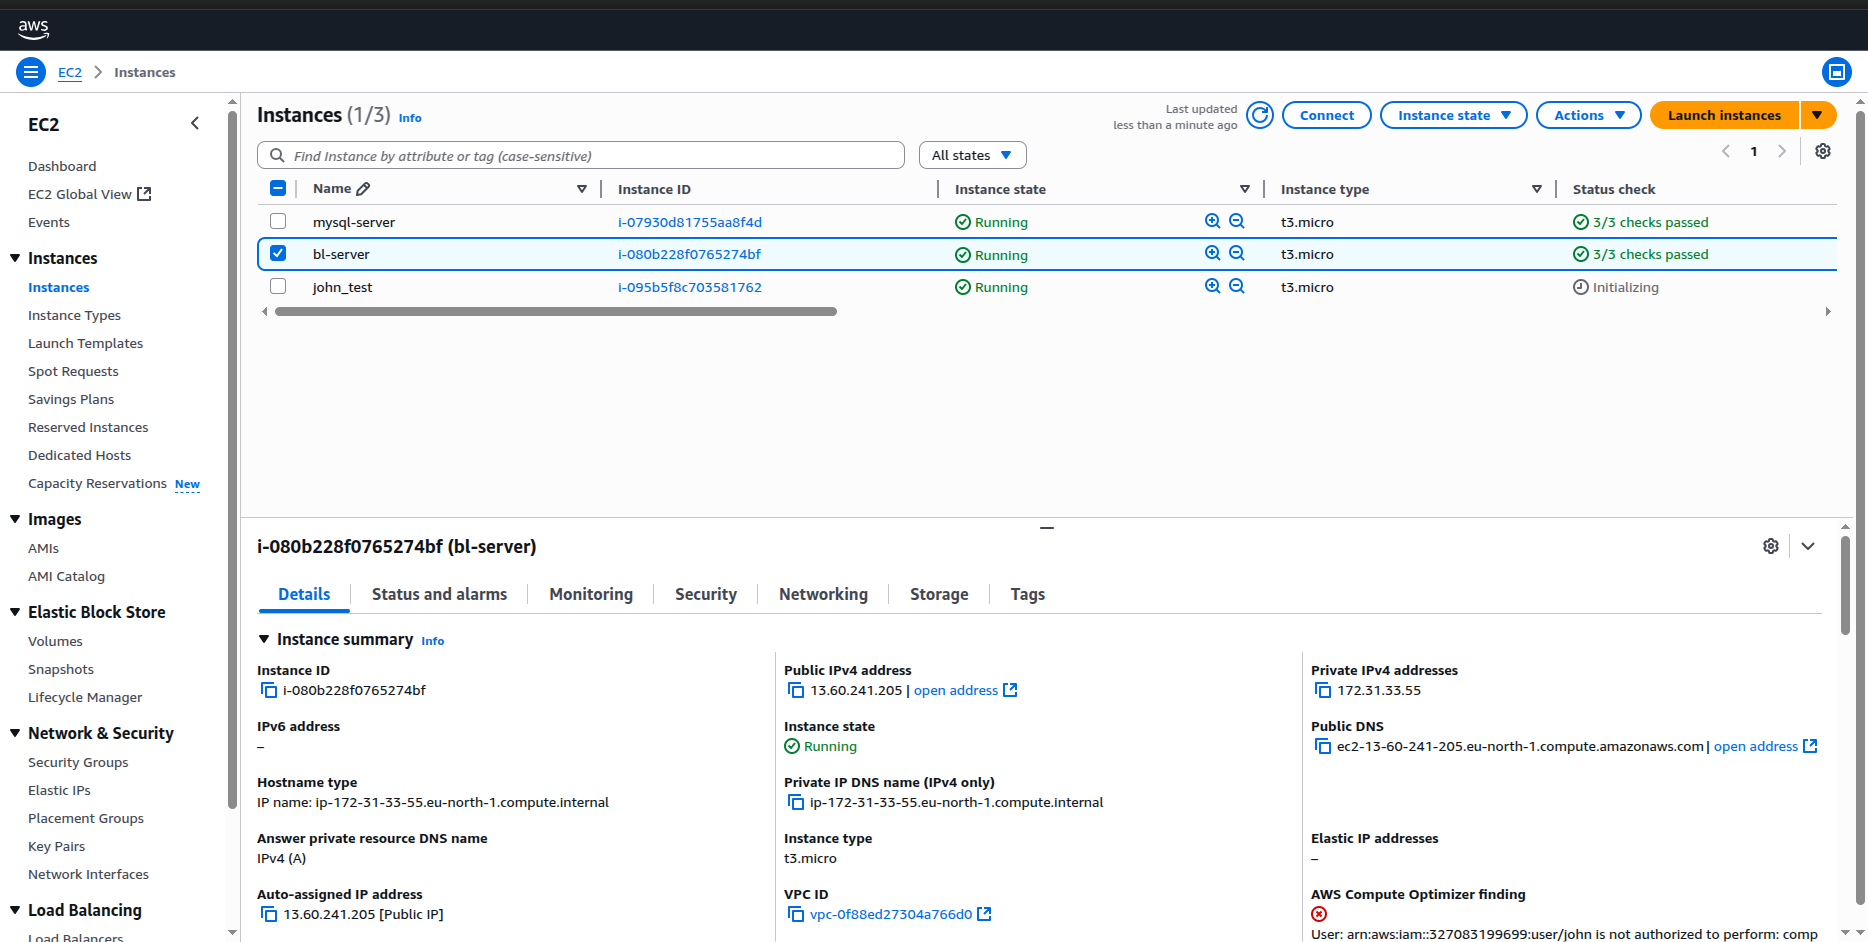 aws
EC2 > Instances
EC2
Dashboard
EC2 Global View
Events
Instances
Instances
Instance Types
Launch Templates
Spot Requests
Savings Plans
Reserved Instances
Dedicated Hosts
Capacity Reservations New
Images
AMIs
AMI Catalog
Elastic Block Store
Volumes
Snapshots
Lifecycle Manager
Network & Security
Security Groups
Elastic IPs
Placement Groups
Key Pairs
Network Interfaces
Load Balancing
Load Balancers
Instances (1/3) Info
Last updated
less than a minute ago
Connect
Instance state
Actions
Launch instances
Find Instance by attribute or tag (case-sensitive)
All states
1
Name Instance ID Instance state Instance type Status check
mysql-server i-07930d81755aa8f4d Running t3.micro 3/3 checks passed
bl-server i-080b228f0765274bf Running t3.micro 3/3 checks passed
john_test i-095b5f8c703581762 Running t3.micro Initializing
i-080b228f0765274bf (bl-server)
Details Status and alarms Monitoring Security Networking Storage Tags
Instance summary Info
Instance ID
i-080b228f0765274bf
Public IPv4 address
13.60.241.205 | open address
Private IPv4 addresses
172.31.33.55
IPv6 address
–
Instance state
Running
Public DNS
ec2-13-60-241-205.eu-north-1.compute.amazonaws.com | open address
Hostname type
IP name: ip-172-31-33-55.eu-north-1.compute.internal
Private IP DNS name (IPv4 only)
ip-172-31-33-55.eu-north-1.compute.internal
Answer private resource DNS name
IPv4 (A)
Instance type
t3.micro
Elastic IP addresses
–
Auto-assigned IP address
13.60.241.205 [Public IP]
VPC ID
vpc-0f88ed27304a766d0
AWS Compute Optimizer finding
User: arn:aws:iam::327083199699:user/john is not authorized to perform: comp